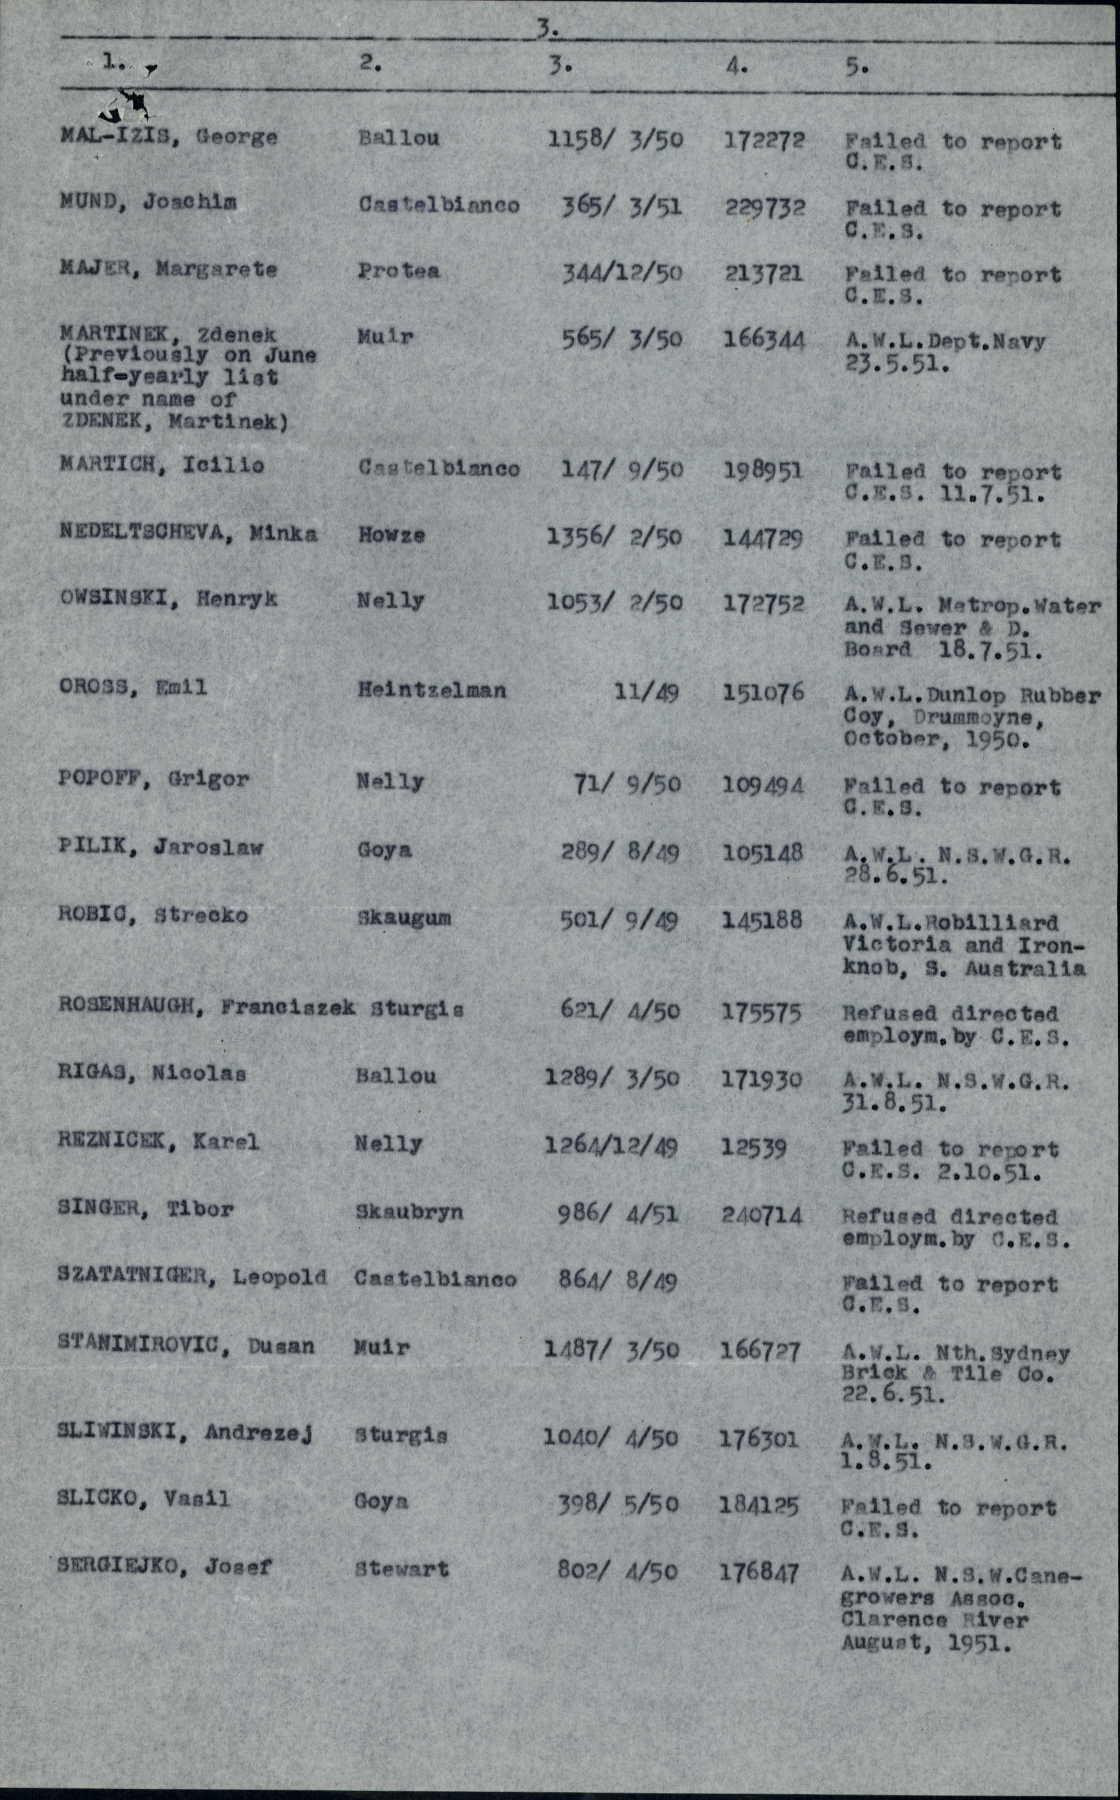 3.
1. 2. 3. 4. 5.
MAL-IZIS, George Ballou 1158/ 3/50 172272 Failed to report
C.E.S.
MUND, Joachim Castelbianco 365/ 3/51 229732 Failed to report
C.E.S.
MAJER, Margarete Protea 344/12/50 213721 Failed to report
C.E.S.
MARTINEK, Zdenek Muir 565/ 3/50 166344 A.W.L.Dept.Navy
(Previously on June 23.5.51.
half-yearly list
under name of
ZDENEK, Martinek)
MARTICH, Icilio Castelbianco 147/ 9/50 198951 Failed to report
C.E.S. 11.7.51.
NEDELTSCHEVA, Minka Howze 1356/ 2/50 144729 Failed to report
C.E.S.
OWSINSKI, Henryk Nelly 1053/ 2/50 172752 A.W.L. Metrop.Water
and Sewer & D.
Board 18.7.51.
OROSS, Emil Heintzelman 11/49 151076 A.W.L.Dunlop Rubber
Coy, Drummoyne,
October, 1950.
POPOFF, Grigor Nelly 71/ 9/50 109494 Failed to report
C.E.S.
PILIK, Jaroslaw Goya 289/ 8/49 105148 A.W.L. N.S.W.G.R.
28.6.51.
ROBIC, Strecko Skaugum 501/ 9/49 145188 A.W.L.Robilliard
Victoria and Iron-
knob, S. Australia
ROSENHAUGH, Franciszek Sturgis 621/ 4/50 175575 Refused directed
employm.by C.E.S.
RIGAS, Nicolas Ballou 1289/ 3/50 171930 A.W.L. N.S.W.G.R.
31.8.51.
REZNICEK, Karel Nelly 1264/12/49 12539 Failed to report
C.E.S. 2.10.51.
SINGER, Tibor Skaubryn 986/ 4/51 240714 Refused directed
employm.by C.E.S.
SZATATNIGER, Leopold Castelbianco 864/ 8/49 Failed to report
C.E.S.
STANIMIROVIC, Dusan Muir 1487/ 3/50 166727 A.W.L. Nth.Sydney
Brick & Tile Co.
22.6.51.
SLIWINSKI, Andrezej Sturgis 1040/ 4/50 176301 A.W.L. N.S.W.G.R.
1.8.51.
SLICKO, Vasil Goya 398/ 5/50 184125 Failed to report
C.E.S.
SERGIEJKO, Josef Stewart 802/ 4/50 176847 A.W.L. N.S.W.Cane-
growers Assoc.
Clarence River
August, 1951.